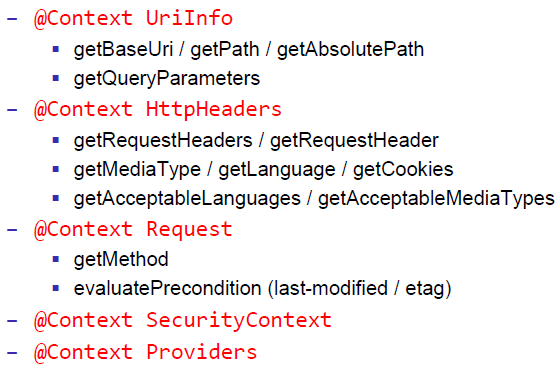 – @Context UriInfo
▪ getBaseUri / getPath / getAbsolutePath
▪ getQueryParameters
– @Context HttpHeaders
▪ getRequestHeaders / getRequestHeader
▪ getMediaType / getLanguage / getCookies
▪ getAcceptableLanguages / getAcceptableMediaTypes
– @Context Request
▪ getMethod
▪ evaluatePrecondition (last-modified / etag)
– @Context SecurityContext
– @Context Providers